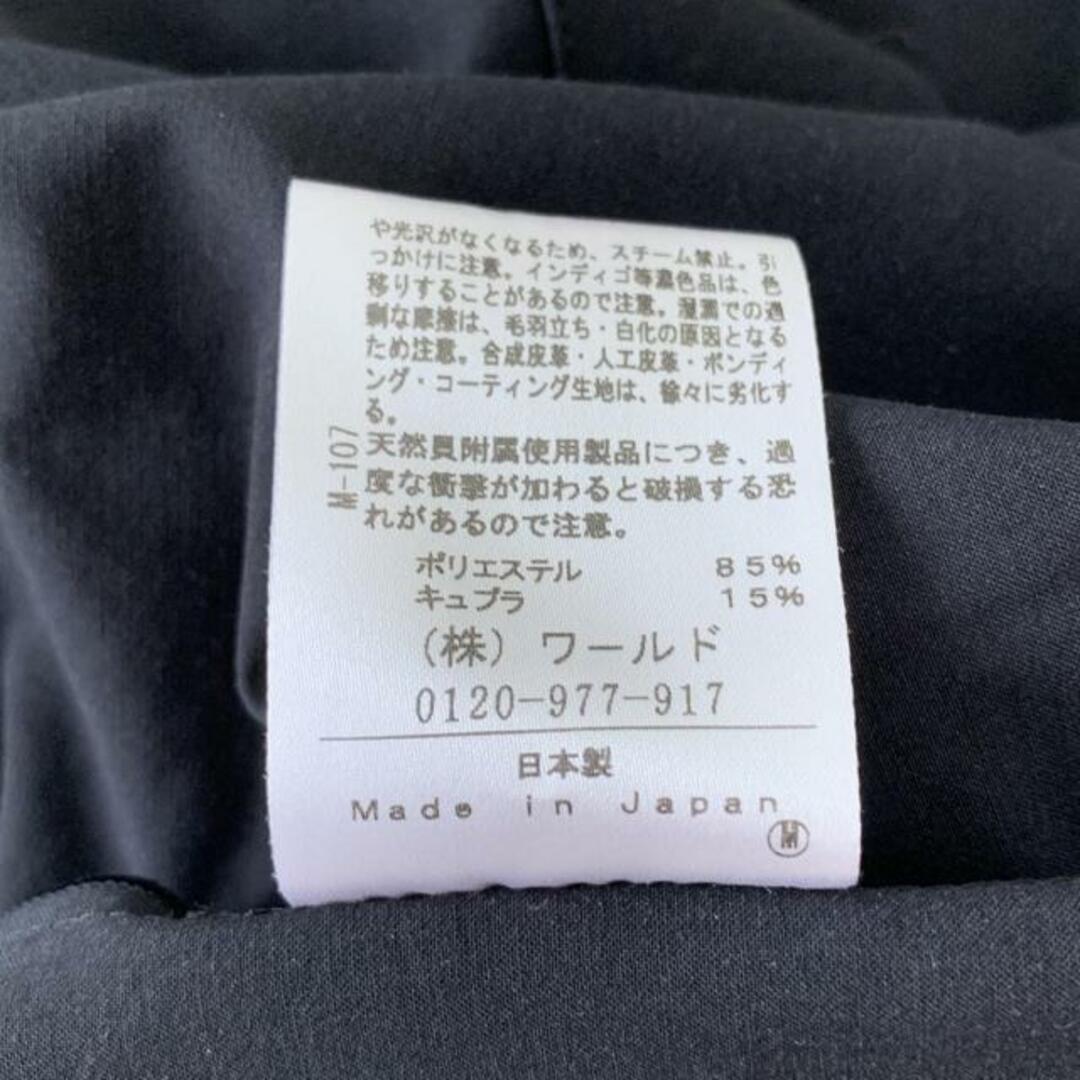 や光沢がなくなるため、スチーム禁止。引
っかけに注意。インディゴ等濃色品は、色
移りすることがあるので注意。湿潤での過
剰な摩擦は、毛羽立ち・白化の原因となる
ため注意。合成皮革・人工皮革・ボンディ
ング・コーティング生地は、徐々に劣化す
る。
天然貝附属使用製品につき、過
度な衝撃が加わると破損する恐
れがあるので注意。
M-107
ポリエステル 85%
キュプラ 15%
(株) ワールド
0120-977-917
日本製
Made in Japan